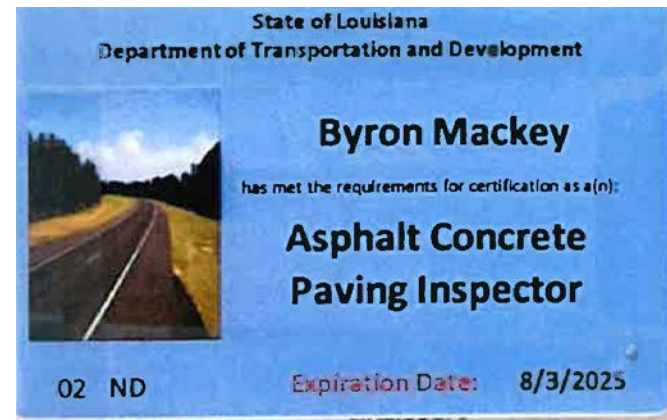 State of Louisiana
Department of Transportation and Development
Byron Mackey
has met the requirements for certification as a(n):
Asphalt Concrete
Paving Inspector
02 ND
Expiration Date: 8/3/2025